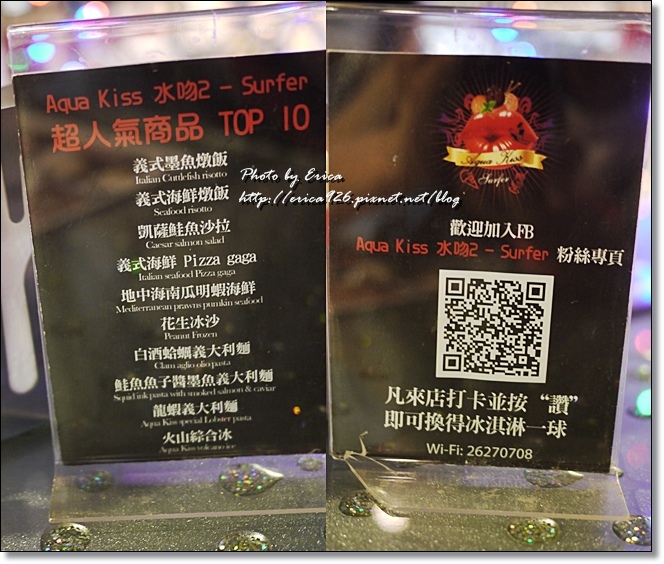 Aqua Kiss 水吻2 - Surfer
超人氣商品 TOP 10
義式墨魚燉飯
Italian Cuttlefish risotto
義式海鮮燉飯
Seafood risotto
凱薩鮭魚沙拉
Caesar salmon salad
義式海鮮 Pizza gaga
Italian seafood Pizza gaga
地中海南瓜明蝦海鮮
Mediterranean prawns pumkin seafood
花生冰沙
Peanut Frozen
白酒蛤蠣義大利麵
Clam aglio olio pasta
鮭魚魚子醬墨魚義大利麵
Squid ink pasta with smoked salmon & caviar
龍蝦義大利麵
Aqua Kiss special Lobster pasta
火山綜合冰
Aqua Kiss volcano ice
Photo by Erica
http://erica926.pixnet.net/blog
Aqua Kiss
Surfer
歡迎加入FB
Aqua Kiss 水吻2 - Surfer 粉絲專頁
凡來店打卡並按“讚”
即可換得冰淇淋一球
Wi-Fi: 26270708